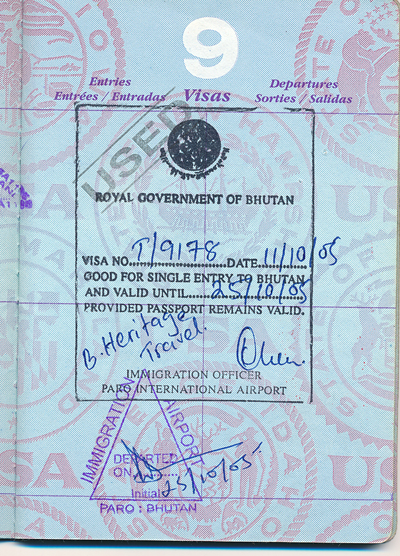 9
Entries Departures
Entrées / Entradas Visas Sorties / Salidas
USED
ROYAL GOVERNMENT OF BHUTAN
VISA NO. T/9178 DATE 11/10/05
GOOD FOR SINGLE ENTRY TO BHUTAN
AND VALID UNTIL 25/10/05
PROVIDED PASSPORT REMAINS VALID.
B. Heritage
Travel.
IMMIGRATION OFFICER
PARO INTERNATIONAL AIRPORT
IMMIGRATION AIRPORT
DEPARTED
ON
Initial 25/10/05.
PARO : BHUTAN